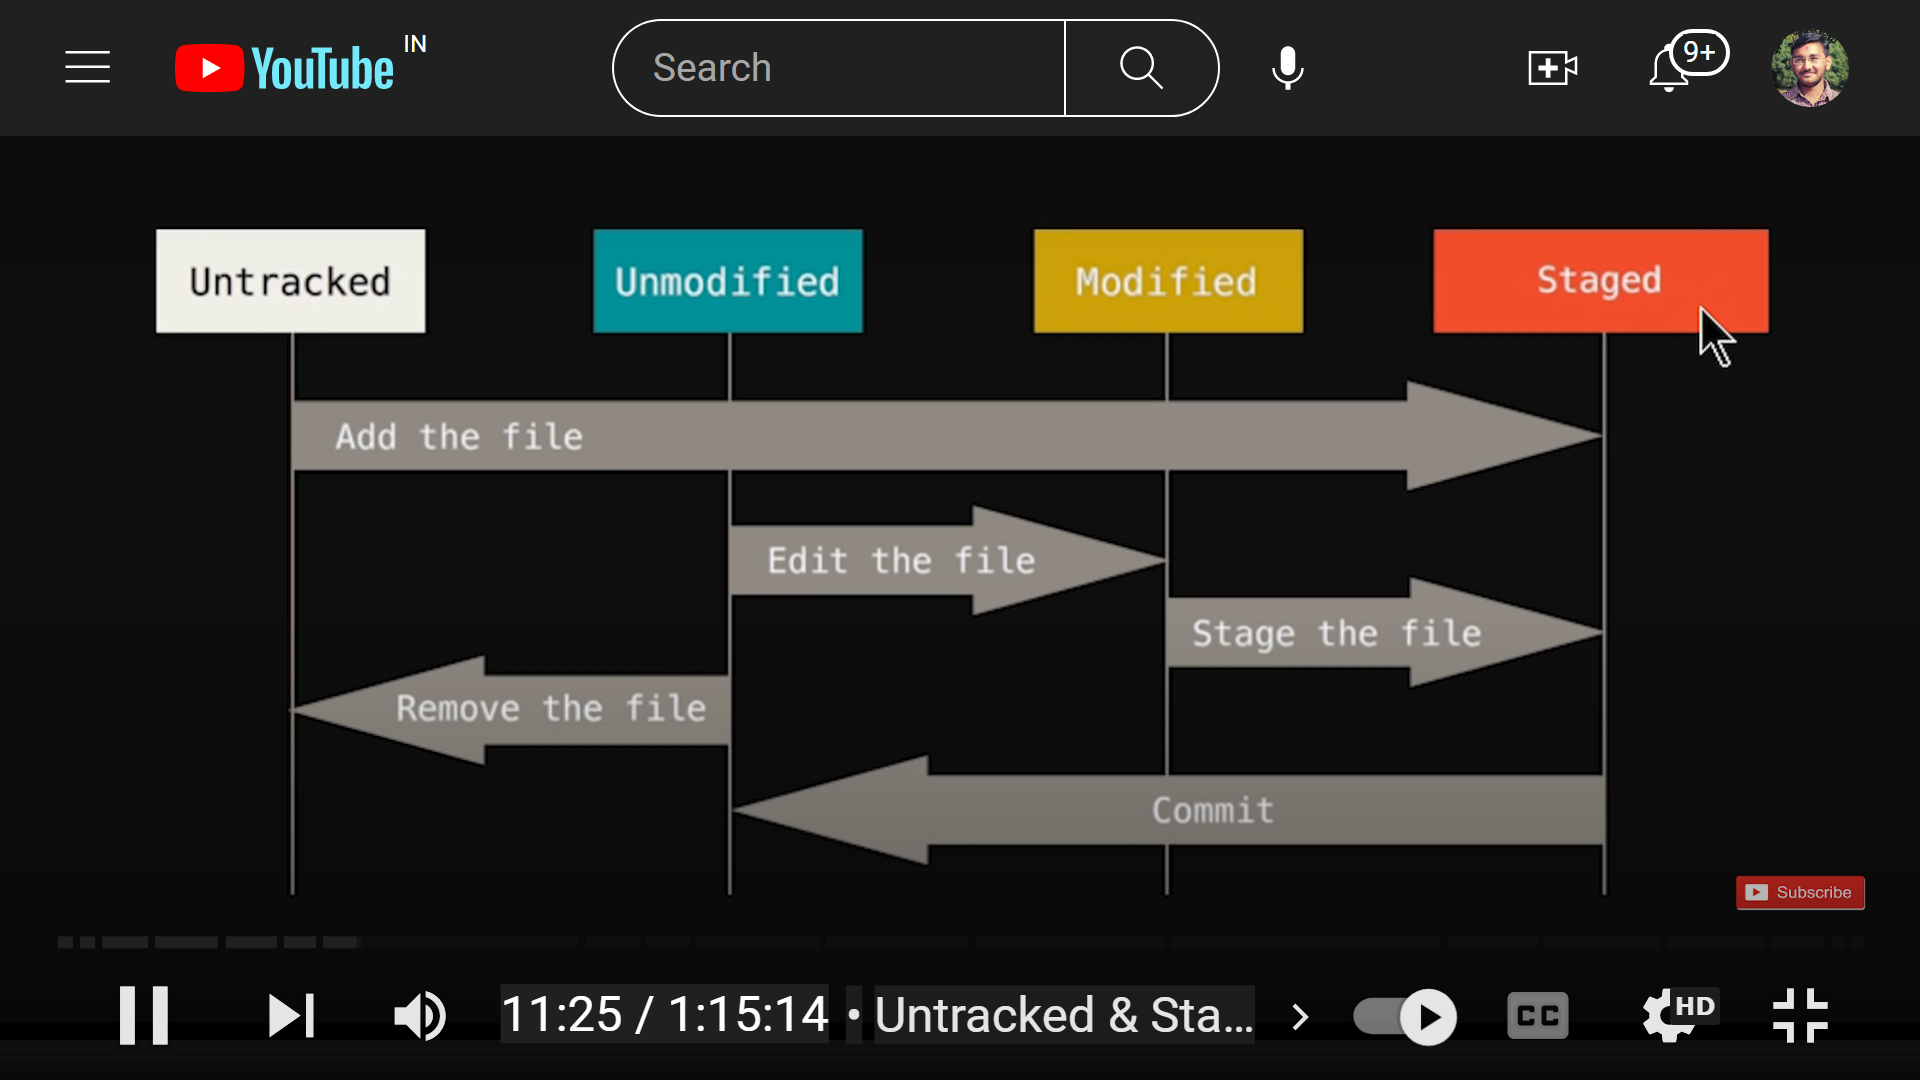 YouTube IN
Search
9+
Untracked
Unmodified
Modified
Staged
Add the file
Edit the file
Stage the file
Remove the file
Commit
Subscribe
11:25 / 1:15:14 • Untracked & Sta...
CC
HD